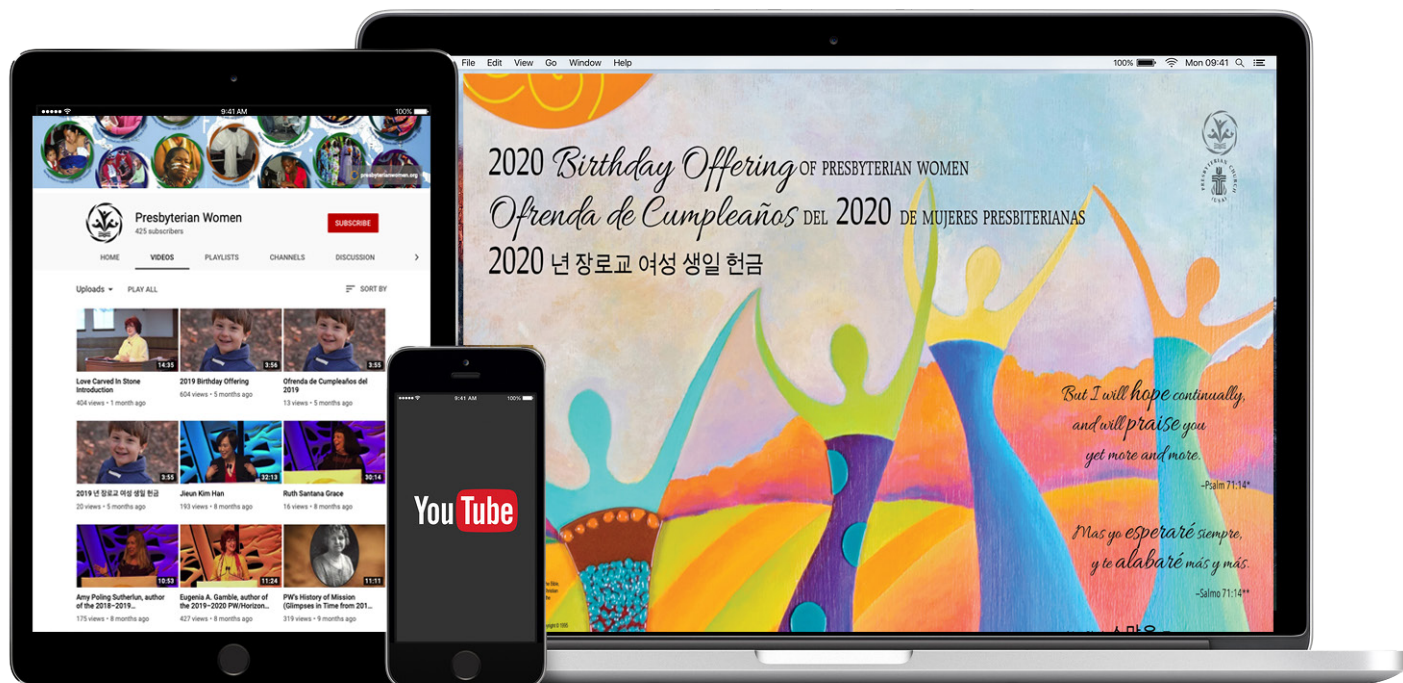 9:41 AM
100%
presbyterianwomen.org
Presbyterian Women
425 subscribers
SUBSCRIBE
HOME VIDEOS PLAYLISTS CHANNELS DISCUSSION
Uploads PLAY ALL SORT BY
14:35 3:56 3:55
Love Carved In Stone Introduction
404 views • 1 month ago
2019 Birthday Offering
604 views • 5 months ago
Ofrenda de Cumpleaños del 2019
13 views • 5 months ago
3:55 32:13 30:14
2019 년 장로교 여성 생일 헌금
20 views • 5 months ago
Jieun Kim Han
193 views • 8 months ago
Ruth Santana Grace
16 views • 8 months ago
10:53 11:24 11:11
Amy Poling Sutherlun, author of the 2018–2019...
175 views • 8 months ago
Eugenia A. Gamble, author of the 2019–2020 PW/Horizon...
427 views • 8 months ago
PW's History of Mission (Glimpses in Time from 201...
319 views • 9 months ago
9:41 AM 100%
YouTube
File Edit View Go Window Help
100% Mon 09:41
2020 Birthday Offering OF PRESBYTERIAN WOMEN
Ofrenda de Cumpleaños DEL 2020 DE MUJERES PRESBITERIANAS
2020 년 장로교 여성 생일 헌금
PRESBYTERIAN CHURCH (USA)
But I will hope continually,
and will praise you
yet more and more.
–Psalm 71:14*
Mas yo esperaré siempre,
y te alabaré más y más.
–Salmo 71:14**